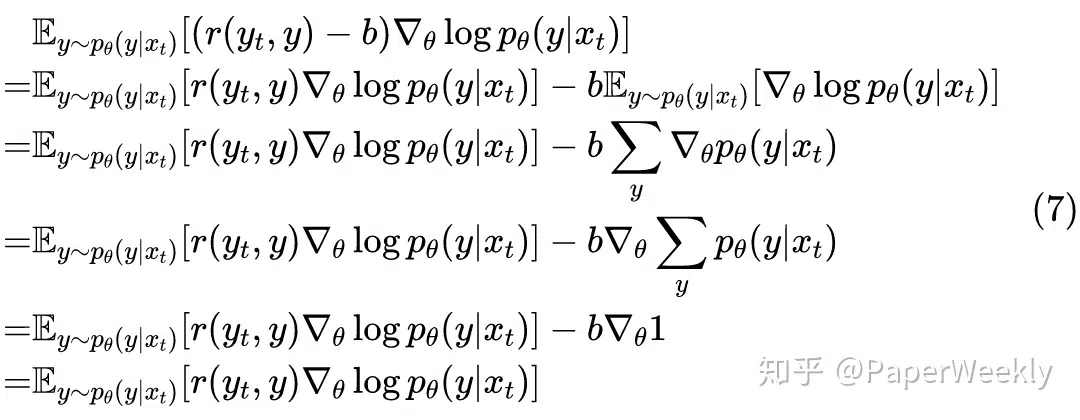 𝔼_{y∼p_θ(y|x_t)}[(r(y_t, y) − b)∇_θ log p_θ(y|x_t)]
=𝔼_{y∼p_θ(y|x_t)}[r(y_t, y)∇_θ log p_θ(y|x_t)] − b𝔼_{y∼p_θ(y|x_t)}[∇_θ log p_θ(y|x_t)]
=𝔼_{y∼p_θ(y|x_t)}[r(y_t, y)∇_θ log p_θ(y|x_t)] − b ∑_y ∇_θ p_θ(y|x_t)
(7)
=𝔼_{y∼p_θ(y|x_t)}[r(y_t, y)∇_θ log p_θ(y|x_t)] − b∇_θ ∑_y p_θ(y|x_t)
=𝔼_{y∼p_θ(y|x_t)}[r(y_t, y)∇_θ log p_θ(y|x_t)] − b∇_θ 1
=𝔼_{y∼p_θ(y|x_t)}[r(y_t, y)∇_θ log p_θ(y|x_t)]
知乎 @PaperWeekly